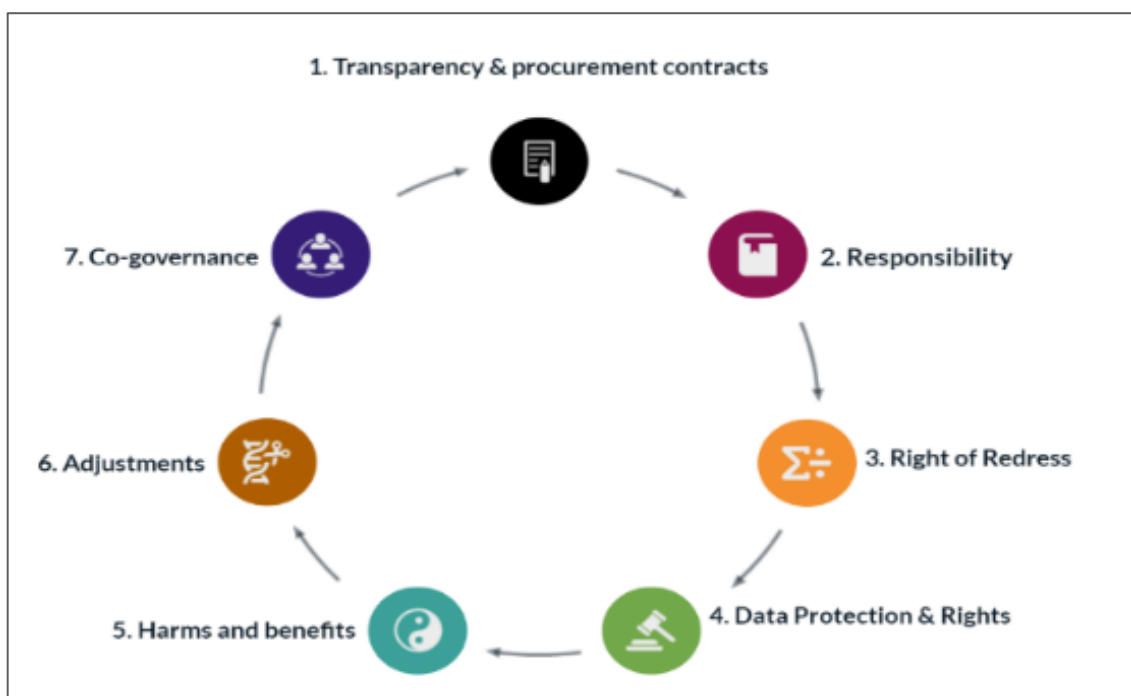 1. Transparency & procurement contracts
2. Responsibility
3. Right of Redress
4. Data Protection & Rights
5. Harms and benefits
6. Adjustments
7. Co-governance